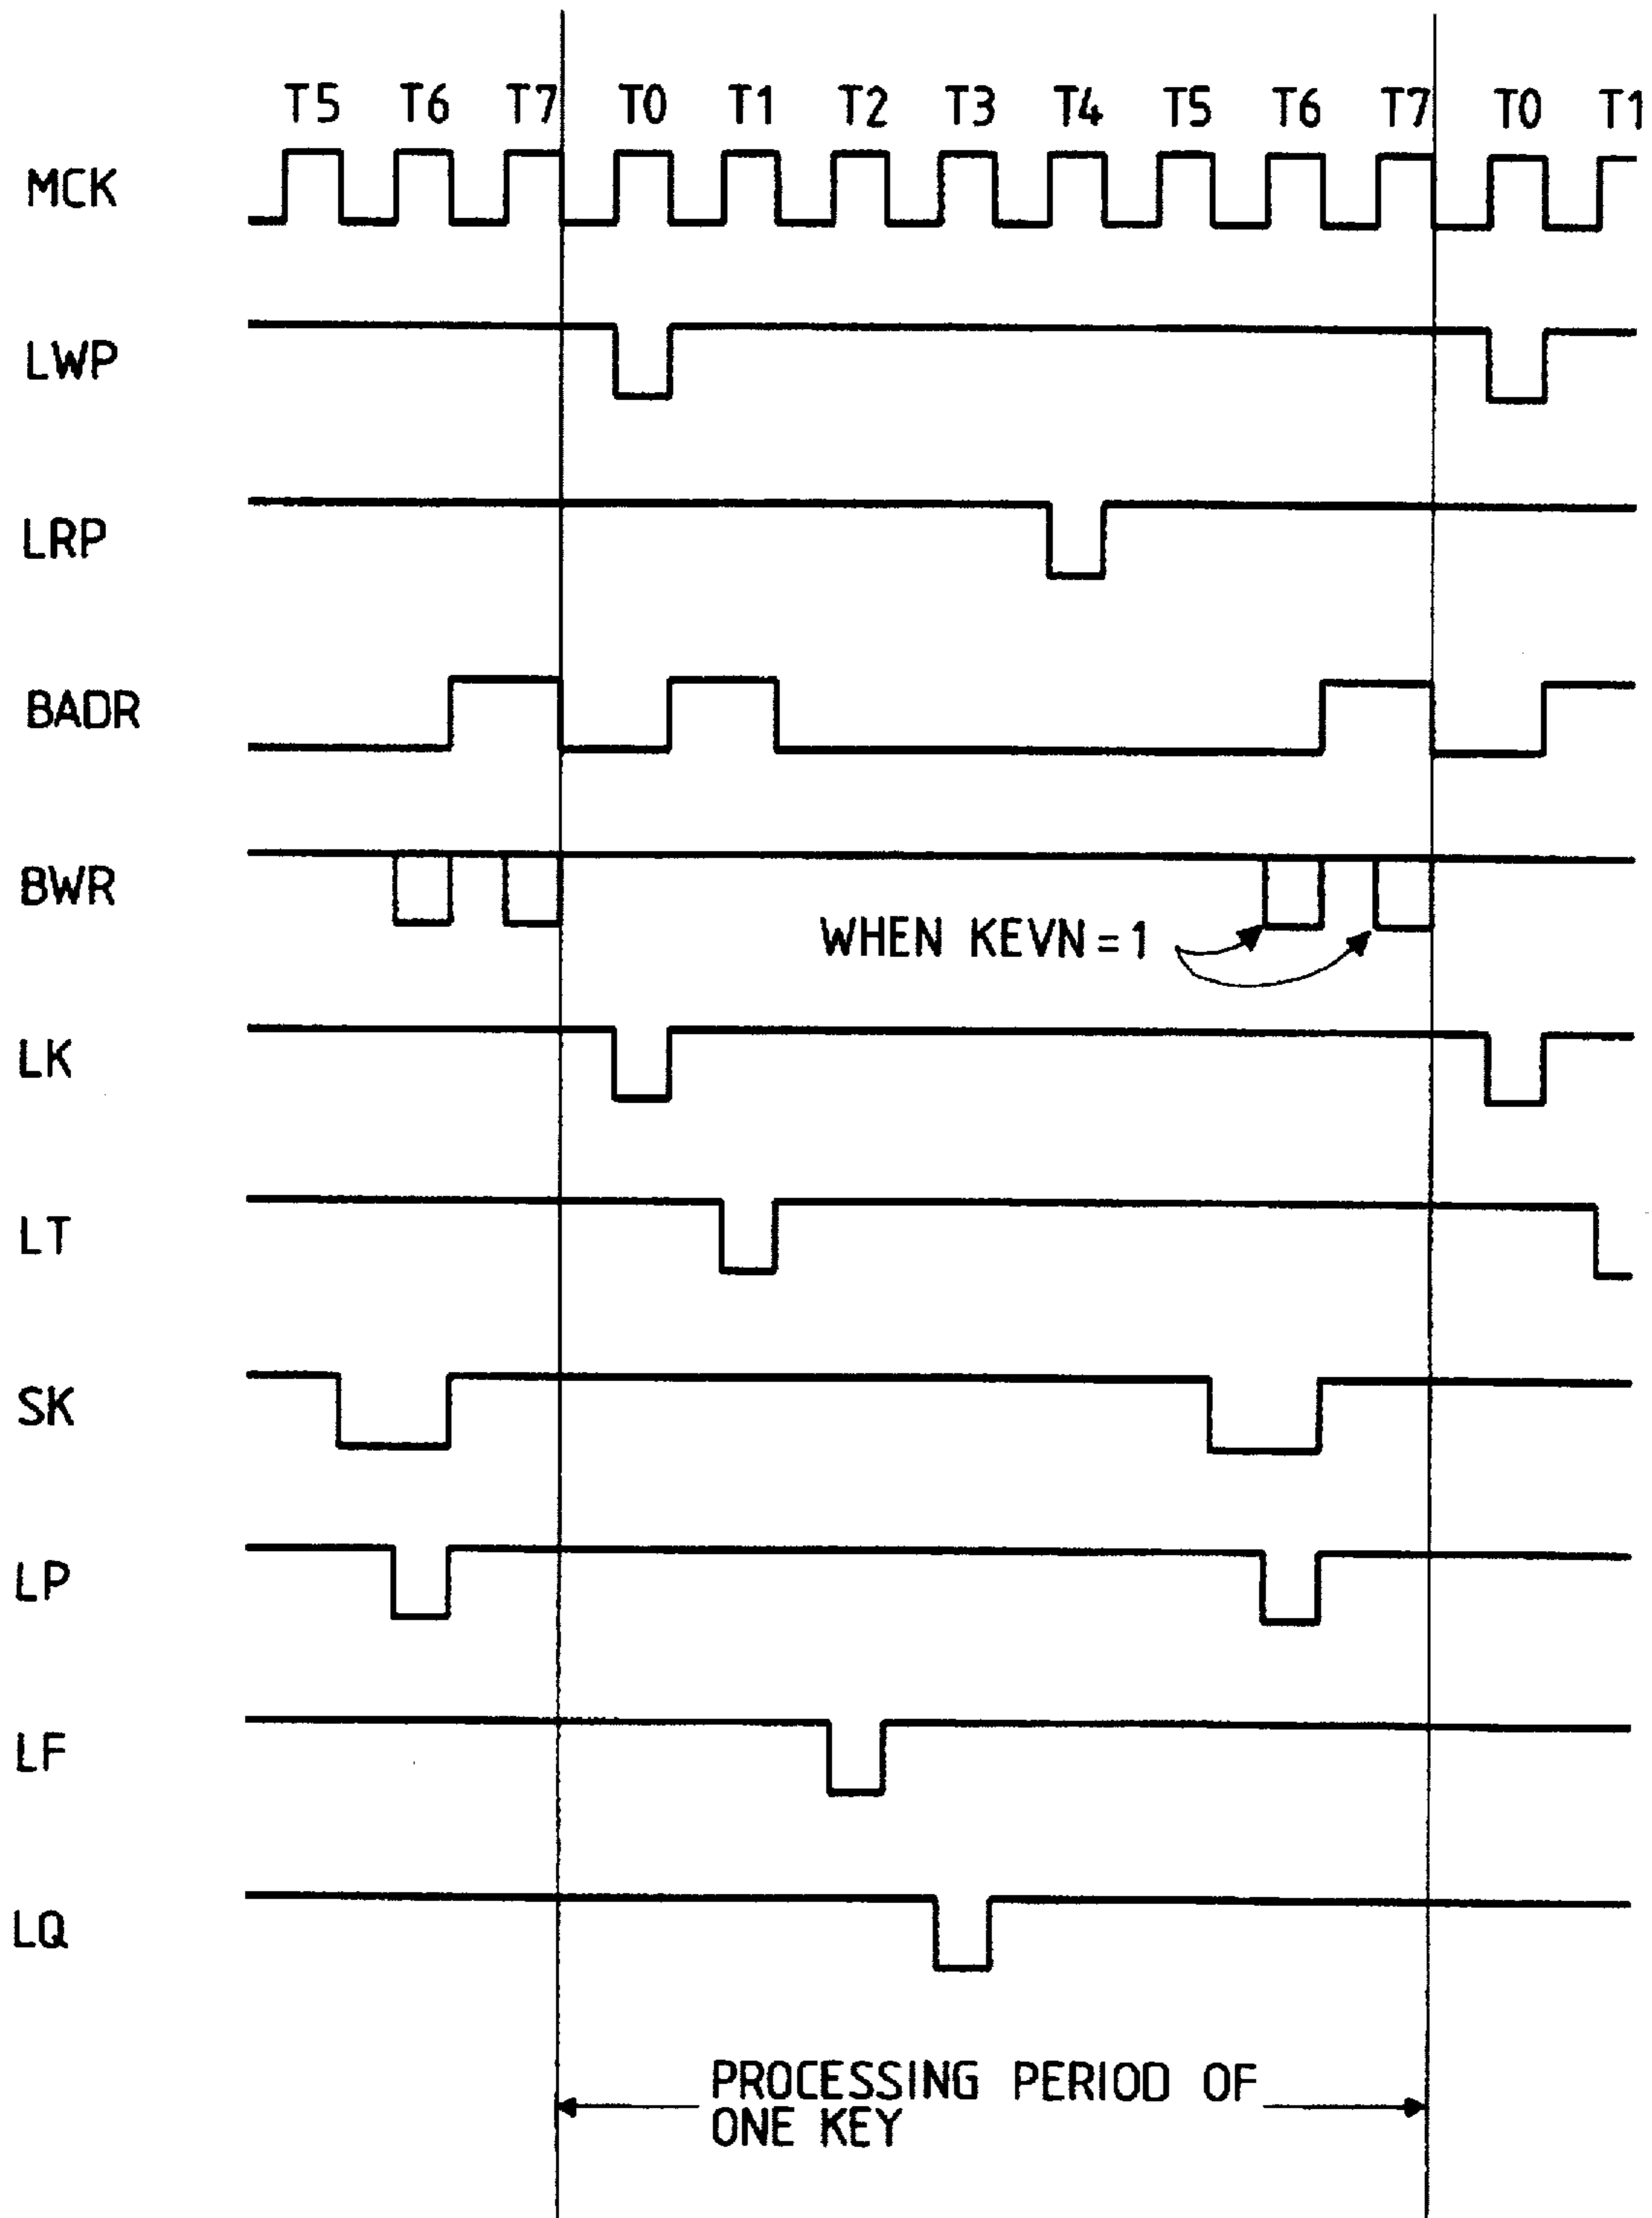 T5 T6 T7 T0 T1 T2 T3 T4 T5 T6 T7 T0 T1
MCK
LWP
LRP
BADR
BWR
WHEN KEVN = 1
LK
LT
SK
LP
LF
LQ
PROCESSING PERIOD OF
ONE KEY